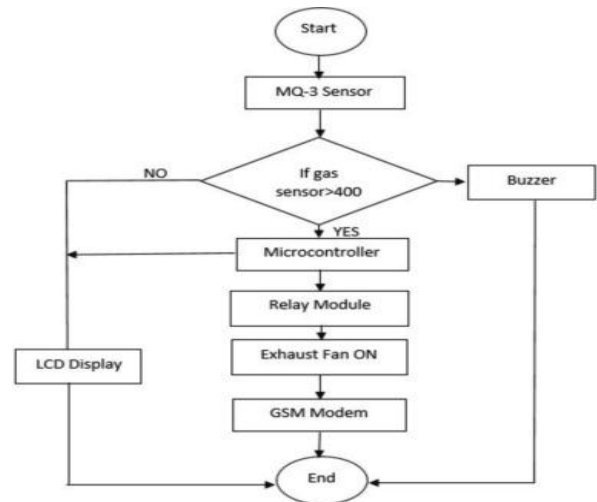 Start
MQ-3 Sensor
If gas
sensor>400
NO
Buzzer
YES
Microcontroller
Relay Module
LCD Display
Exhaust Fan ON
GSM Modem
End